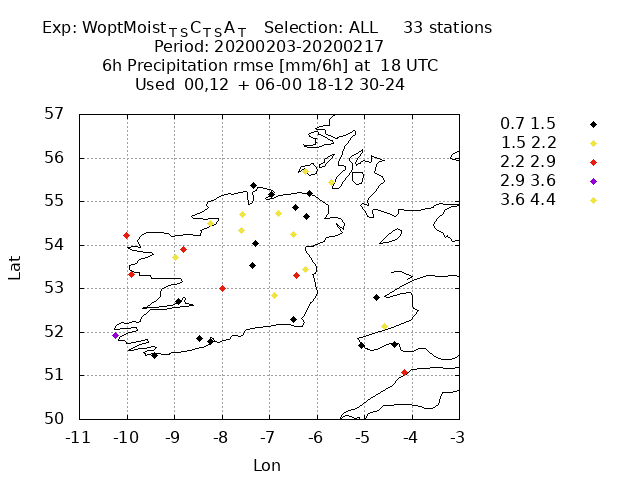 Exp: WoptMoist_TS C_TS A_T   Selection: ALL     33 stations
Period: 20200203-20200217
6h Precipitation rmse [mm/6h] at  18 UTC
Used  00,12  + 06-00 18-12 30-24
57
56
55
54
53
52
51
50
Lat
-11 -10 -9 -8 -7 -6 -5 -4 -3
Lon
0.7 1.5
1.5 2.2
2.2 2.9
2.9 3.6
3.6 4.4